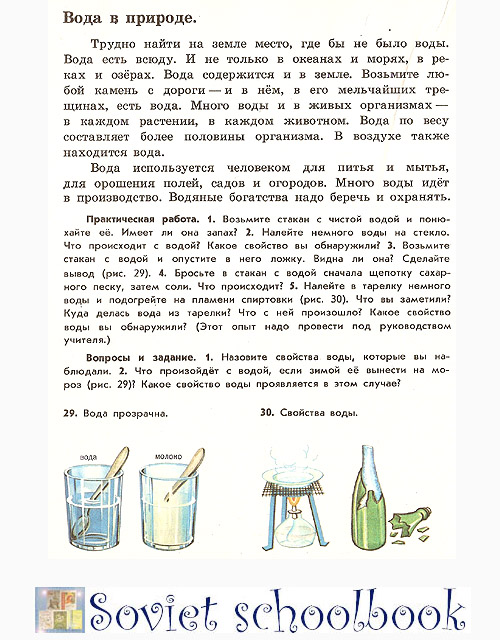 Вода в природе.
Трудно найти на земле место, где бы не было воды.
Вода есть всюду. И не только в океанах и морях, в ре-
ках и озёрах. Вода содержится и в земле. Возьмите лю-
бой камень с дороги — и в нём, в его мельчайших тре-
щинах, есть вода. Много воды и в живых организмах —
в каждом растении, в каждом животном. Вода по весу
составляет более половины организма. В воздухе также
находится вода.
Вода используется человеком для питья и мытья,
для орошения полей, садов и огородов. Много воды идёт
в производство. Водяные богатства надо беречь и охранять.
Практическая работа. 1. Возьмите стакан с чистой водой и поню-
хайте её. Имеет ли она запах? 2. Налейте немного воды на стекло.
Что происходит с водой? Какое свойство вы обнаружили? 3. Возьмите
стакан с водой и опустите в него ложку. Видна ли она? Сделайте
вывод (рис. 29). 4. Бросьте в стакан с водой сначала щепотку сахар-
ного песку, затем соли. Что происходит? 5. Налейте в тарелку немного
воды и подогрейте на пламени спиртовки (рис. 30). Что вы заметили?
Куда делась вода из тарелки? Что с ней произошло? Какое свойство
воды вы обнаружили? (Этот опыт надо провести под руководством
учителя.)
Вопросы и задание. 1. Назовите свойства воды, которые вы на-
блюдали. 2. Что произойдёт с водой, если зимой её вынести на мо-
роз (рис. 29)? Какое свойство воды проявляется в этом случае?
29. Вода прозрачна.
30. Свойства воды.
ВОДА
МОЛОКО
Soviet schoolbook